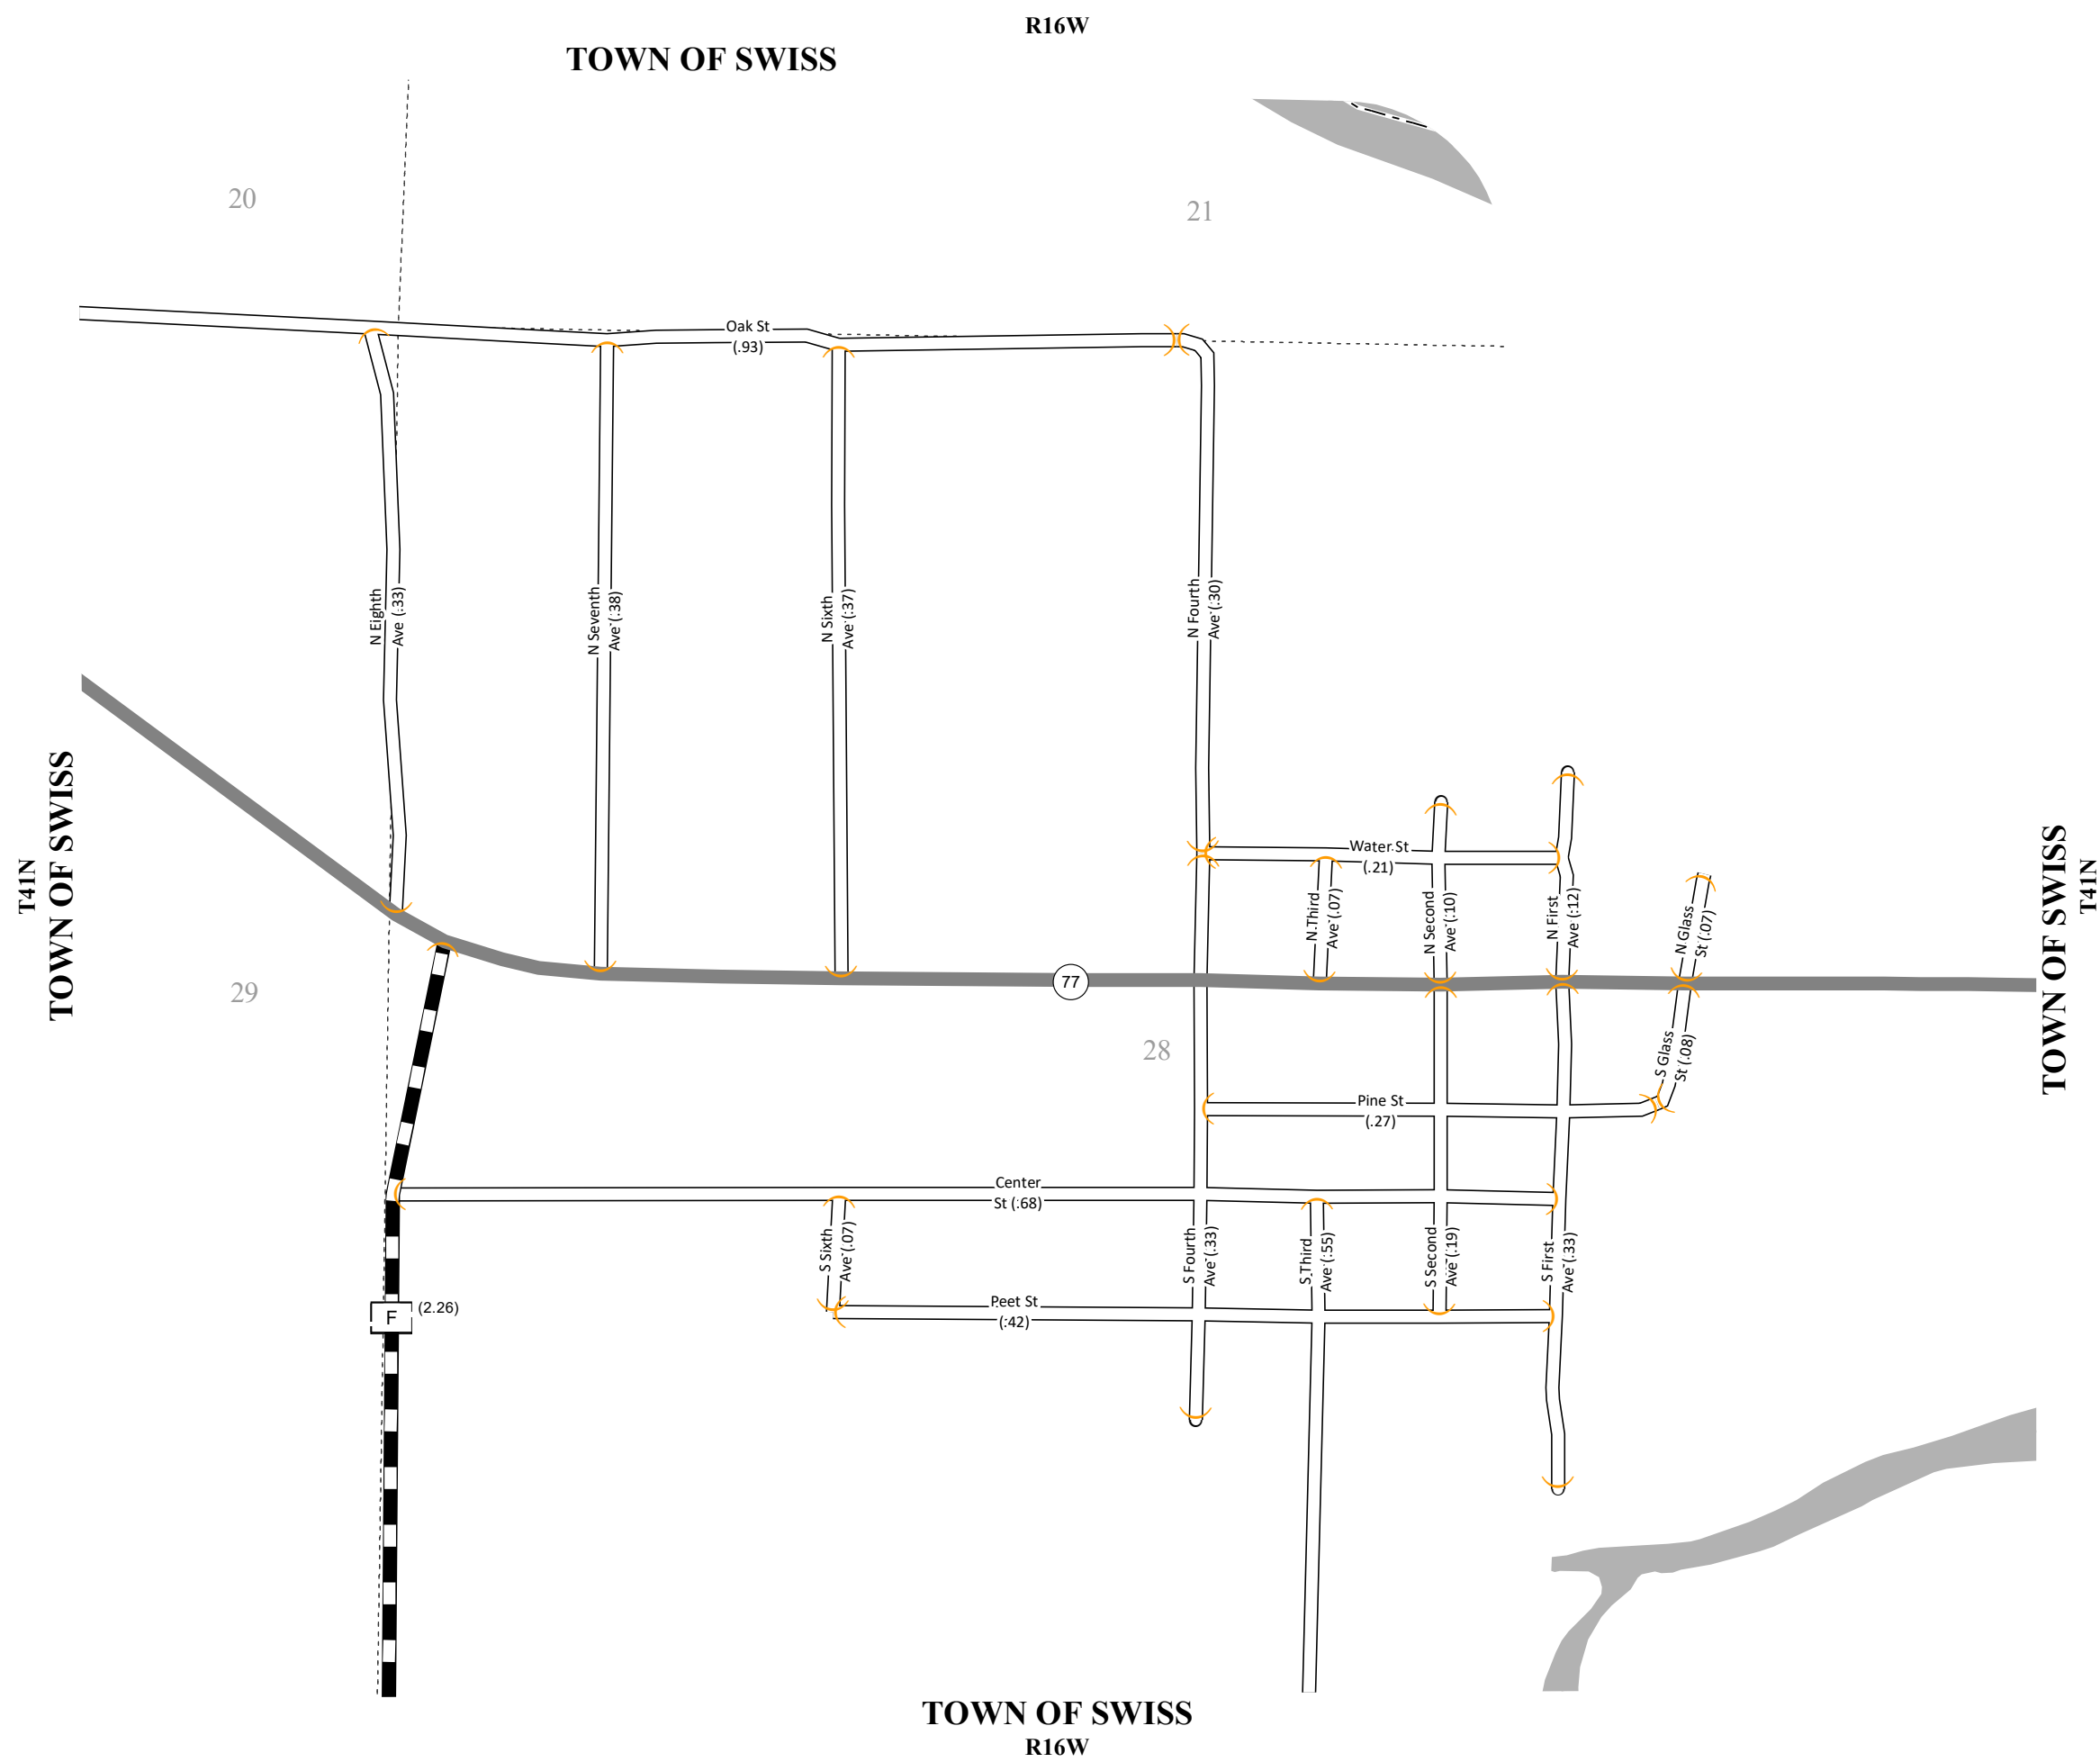 R16W
TOWN OF SWISS
20
21
Oak St
(.93)
N Eighth
Ave (.33)
N Seventh
Ave (.38)
N Sixth
Ave (.37)
N Fourth
Ave (.30)
TOWN OF SWISS
T41N
Water St
(.21)
N Third
Ave (.07)
N Second
Ave (.10)
N First
Ave (.12)
N Glass
St (.07)
TOWN OF SWISS
T41N
77
29
28
S Glass
St (.08)
Pine St
(.27)
Center
St (.68)
S Sixth
Ave (.07)
S Fourth
Ave (.33)
S Third
Ave (.55)
S Second
Ave (.19)
S First
Ave (.33)
F
(2.26)
Peet St
(.42)
TOWN OF SWISS
R16W